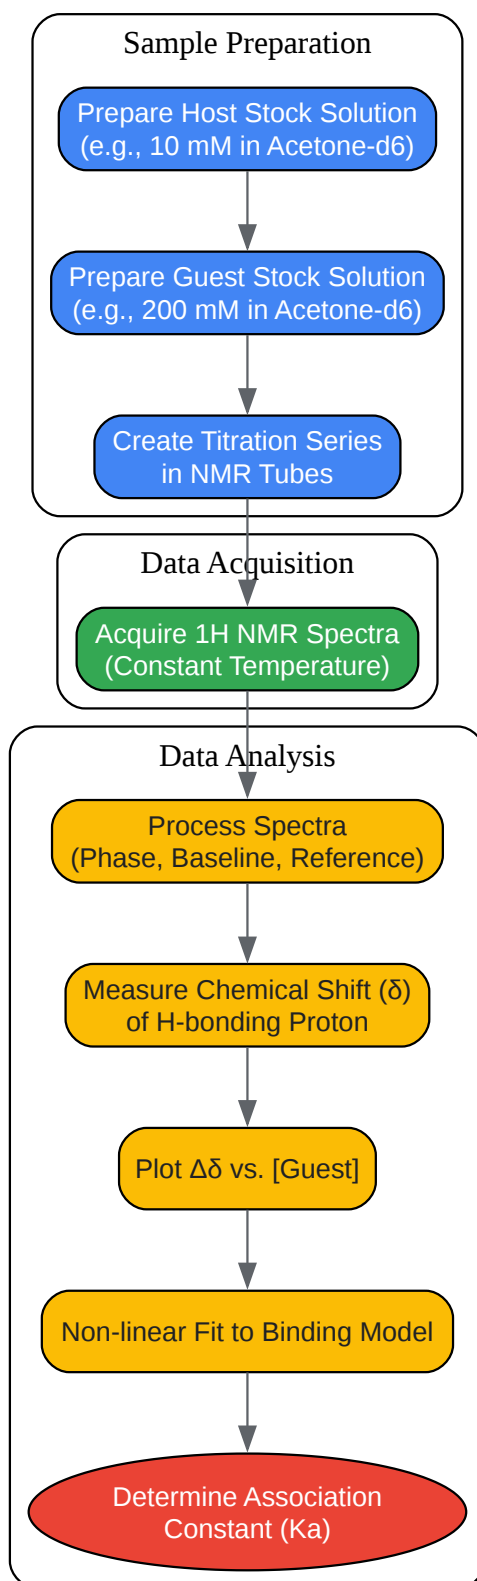 Sample Preparation
Prepare Host Stock Solution
(e.g., 10 mM in Acetone-d6)
Prepare Guest Stock Solution
(e.g., 200 mM in Acetone-d6)
Create Titration Series
in NMR Tubes
Data Acquisition
Acquire 1H NMR Spectra
(Constant Temperature)
Data Analysis
Process Spectra
(Phase, Baseline, Reference)
Measure Chemical Shift (δ)
of H-bonding Proton
Plot Δδ vs. [Guest]
Non-linear Fit to Binding Model
Determine Association
Constant (Ka)